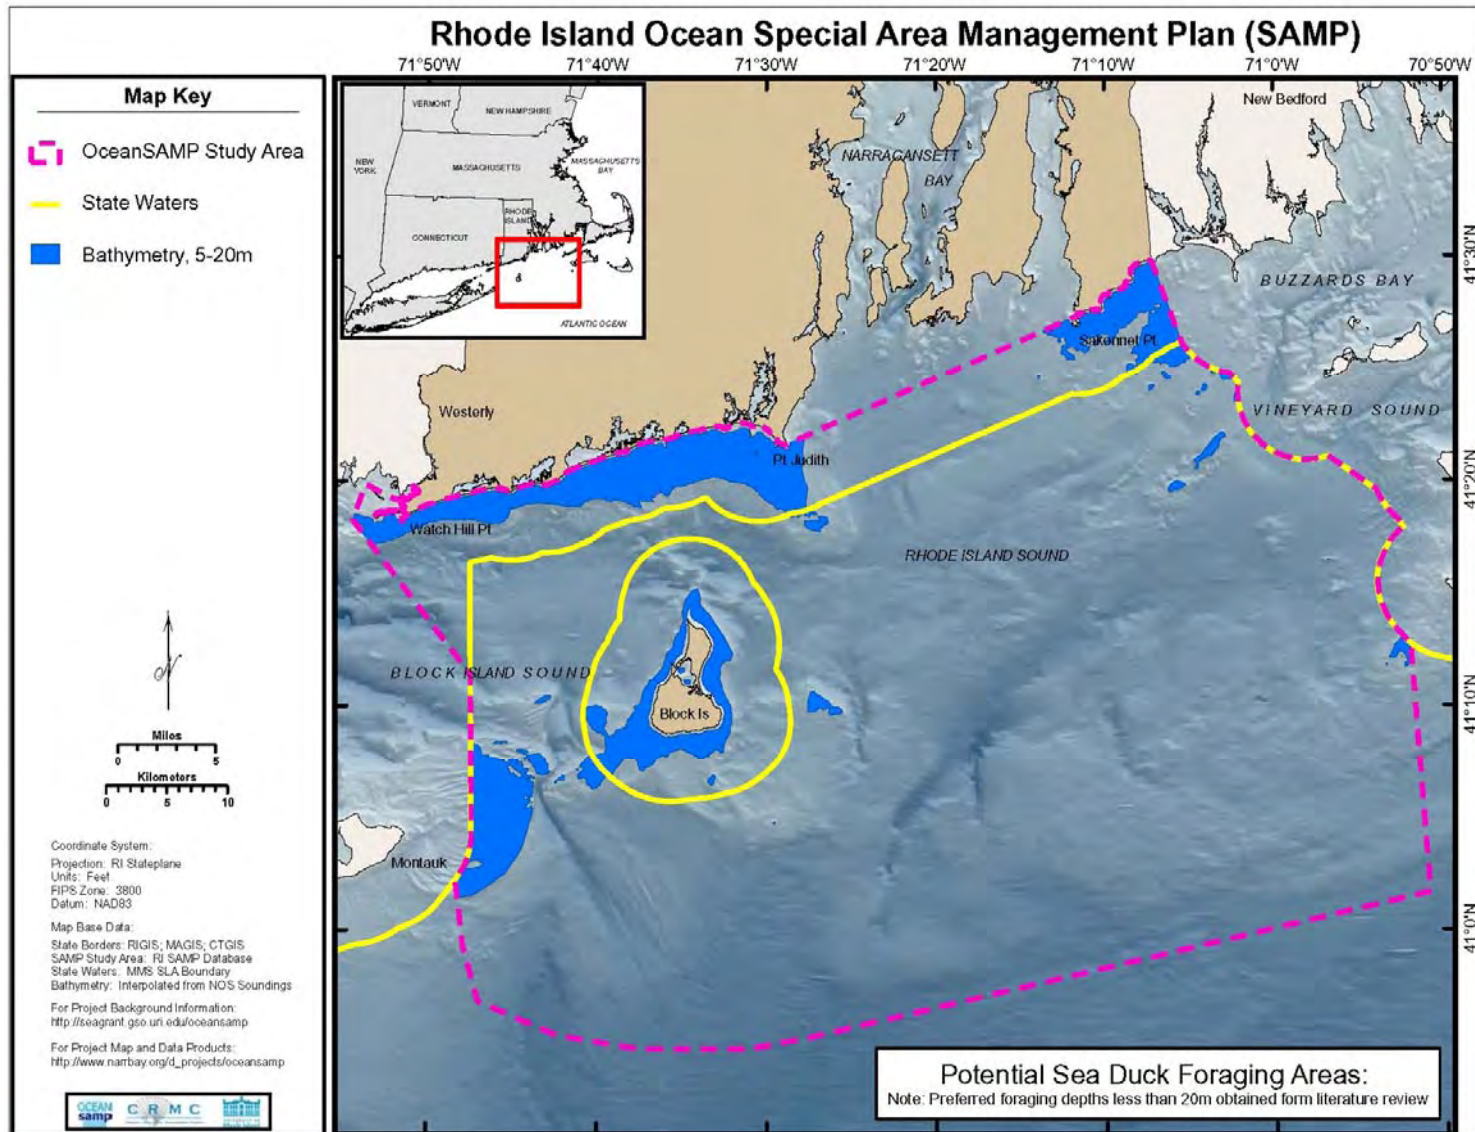 Rhode Island Ocean Special Area Management Plan (SAMP)
71°50'W
71°40'W
71°30'W
71°20'W
71°10'W
71°0'W
70°50'W
Map Key
OceanSAMP Study Area
State Waters
Bathymetry, 5-20m
Miles
0
5
Kilometers
0
5
10
Coordinate System:
Projection: RI Stateplane
Units: Feet
FIPS Zone: 3800
Datum: NAD83
Map Base Data:
State Borders: RIGIS; MAGIS; CTGIS
SAMP Study Area: RI SAMP Database
State Waters: MMS SLA Boundary
Bathymetry: Interpolated from NOS Soundings
For Project Background Information:
http://seagrant.gso.uri.edu/oceansamp
For Project Map and Data Products:
http://www.narrbay.org/d_projects/oceansamp
OCEAN
samp
C R M C
VERMONT
NEW HAMPSHIRE
NEW
YORK
MASSACHUSETTS
MASSACHUSETTS
BAY
RHODE
ISLAND
CONNECTICUT
ATLANTIC OCEAN
New Bedford
NARRAGANSETT
BAY
BUZZARDS BAY
Sakonnet Pt
VINEYARD SOUND
Westerly
Pt Judith
Watch Hill Pt
RHODE ISLAND SOUND
BLOCK ISLAND SOUND
Block Is
Montauk
41°30'N
41°20'N
41°10'N
41°0'N
Potential Sea Duck Foraging Areas:
Note: Preferred foraging depths less than 20m obtained form literature review